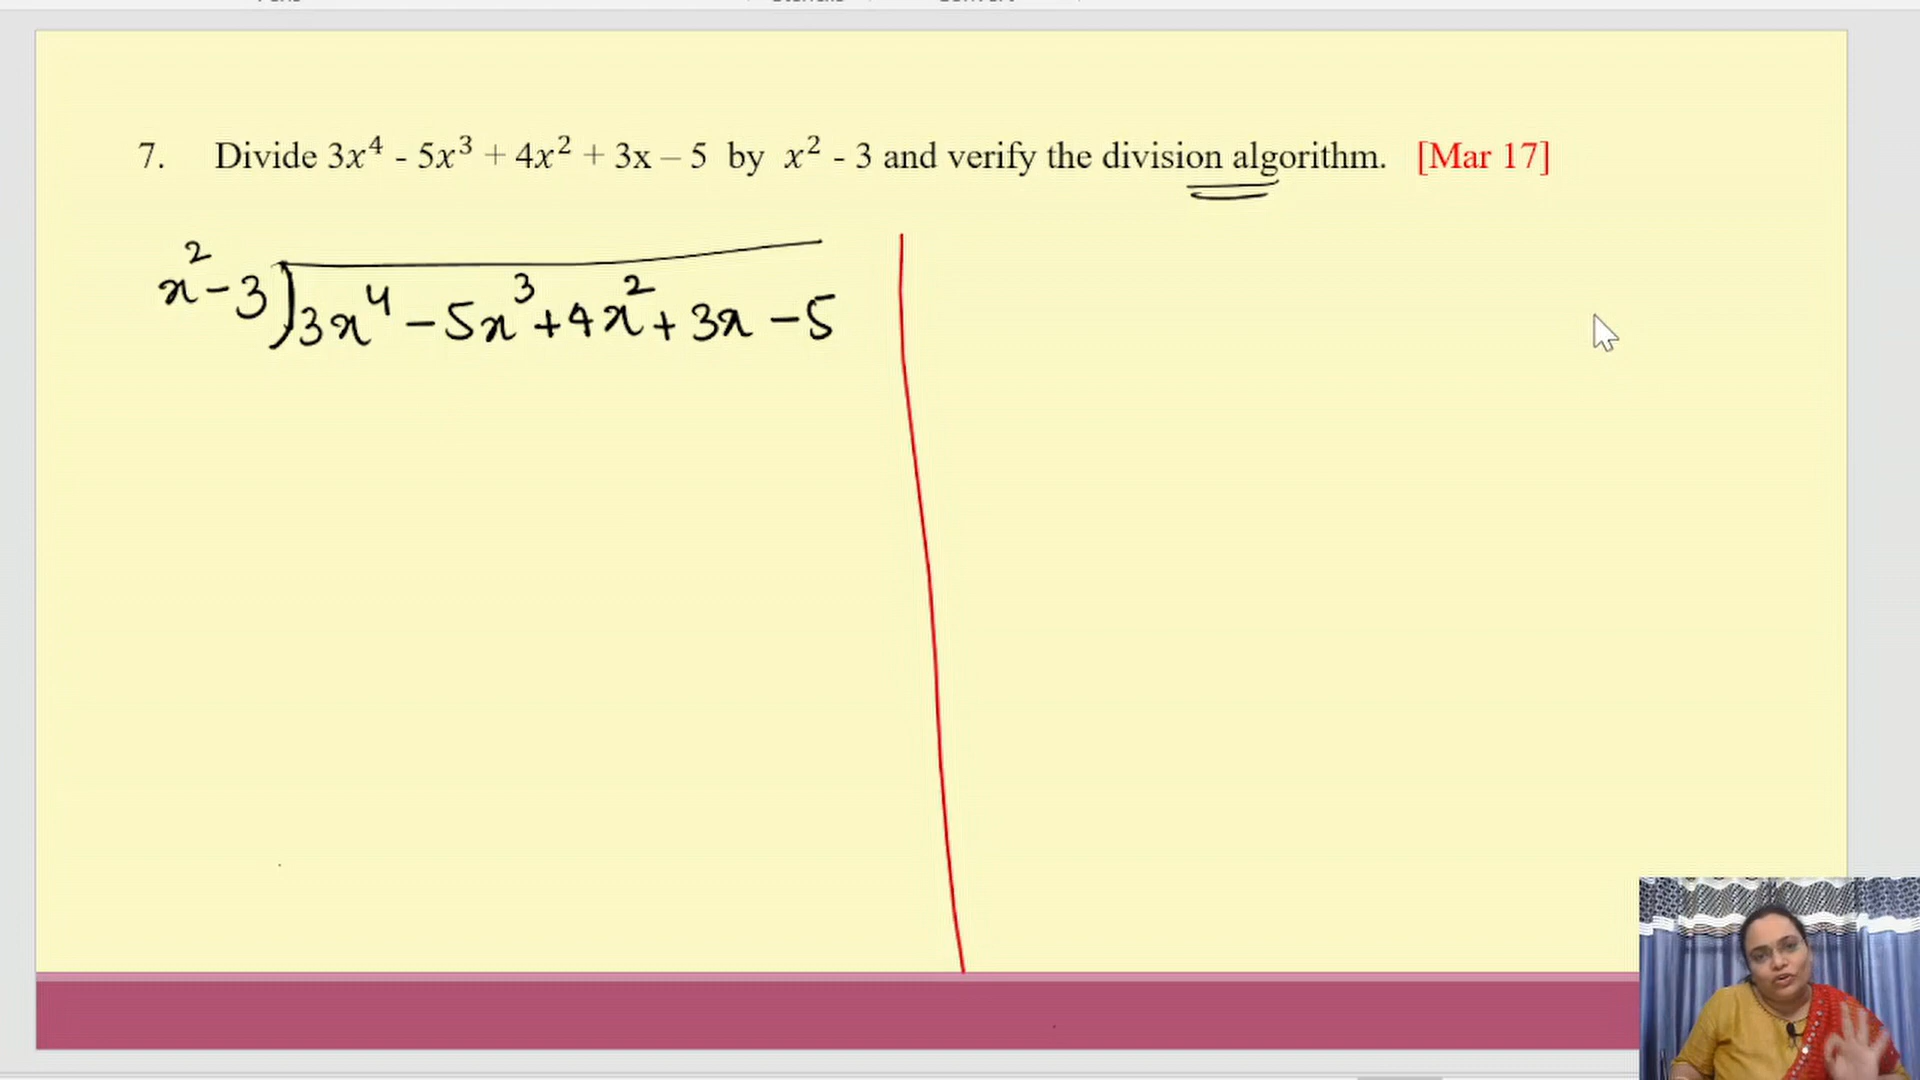 7. Divide 3x⁴ - 5x³ + 4x² + 3x – 5 by x² - 3 and verify the division algorithm. [Mar 17]
x² - 3)3x⁴ - 5x³ + 4x² + 3x - 5